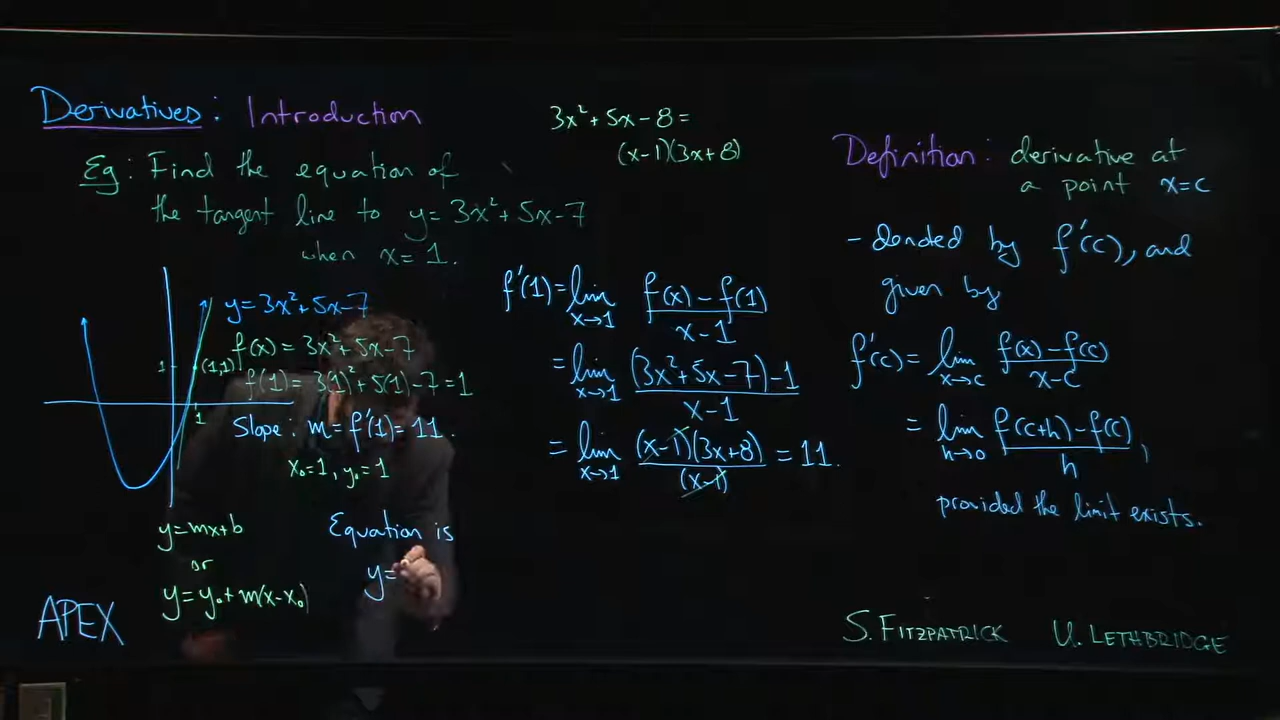 Derivatives: Introduction
Eg: Find the equation of
the tangent line to y=3x²+5x-7
when x=1.
y=3x²+5x-7
f(x)=3x²+5x-7
1 (1,1)
f(1)=3(1)²+5(1)-7=1
1
Slope: m=f'(1)=11.
x₀=1, y₀=1
y=mx+b
or
y=y₀+m(x-x₀)
Equation is
y=
APEX
3x²+5x-8=
(x-1)(3x+8)
f'(1)=lim f(x)-f(1)
x→1 x-1
=lim (3x²+5x-7)-1
x→1 x-1
=lim (x-1)(3x+8) =11.
x→1 (x-1)
Definition: derivative at
a point x=c
- denoted by f'(c), and
given by
f'(c)=lim f(x)-f(c)
x→c x-c
=lim f(c+h)-f(c),
h→0 h
provided the limit exists.
S. FITZPATRICK U. LETHBRIDGE